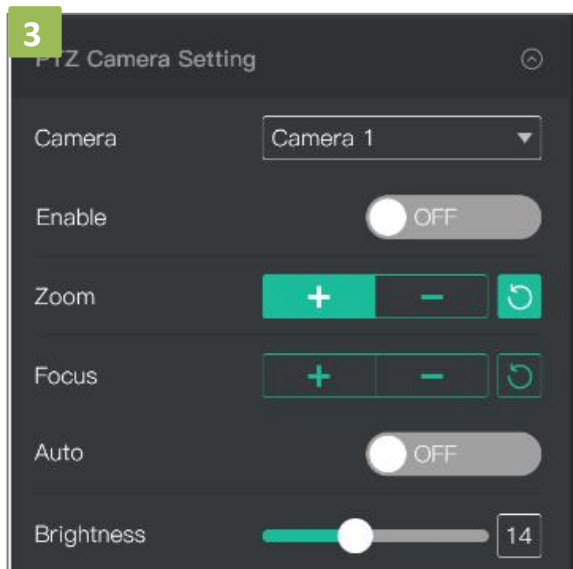 3
PTZ Camera Setting
Camera Camera 1
Enable OFF
Zoom + −
Focus + −
Auto OFF
Brightness 14